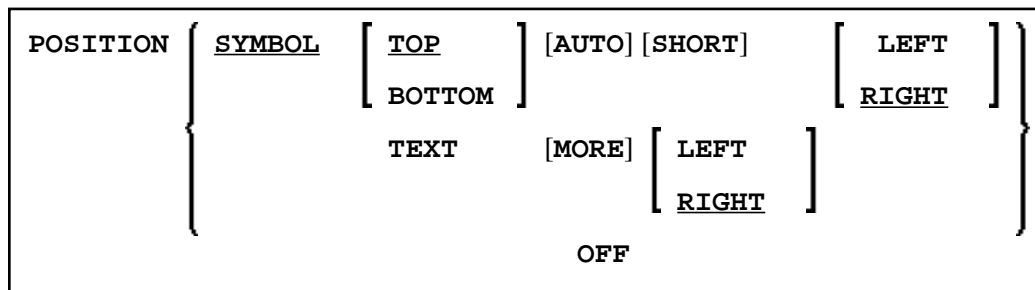 POSITION SYMBOL TOP [AUTO] [SHORT] LEFT
BOTTOM RIGHT
TEXT [MORE] LEFT
RIGHT
OFF